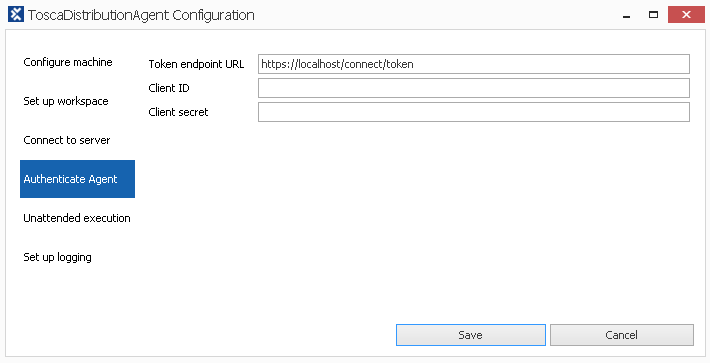 ToscaDistributionAgent Configuration
Configure machine
Set up workspace
Connect to server
Authenticate Agent
Unattended execution
Set up logging
Token endpoint URL https://localhost/connect/token
Client ID
Client secret
Save Cancel